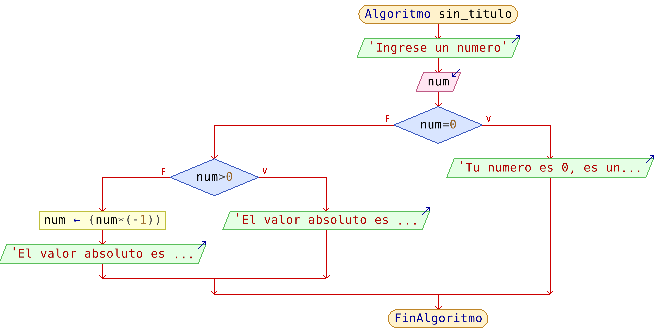 Algoritmo sin_titulo
'Ingrese un numero'
num
num=0
F
V
'Tu numero es 0, es un...
num>0
F
V
num ← (num*(-1))
'El valor absoluto es ...
'El valor absoluto es ...
FinAlgoritmo